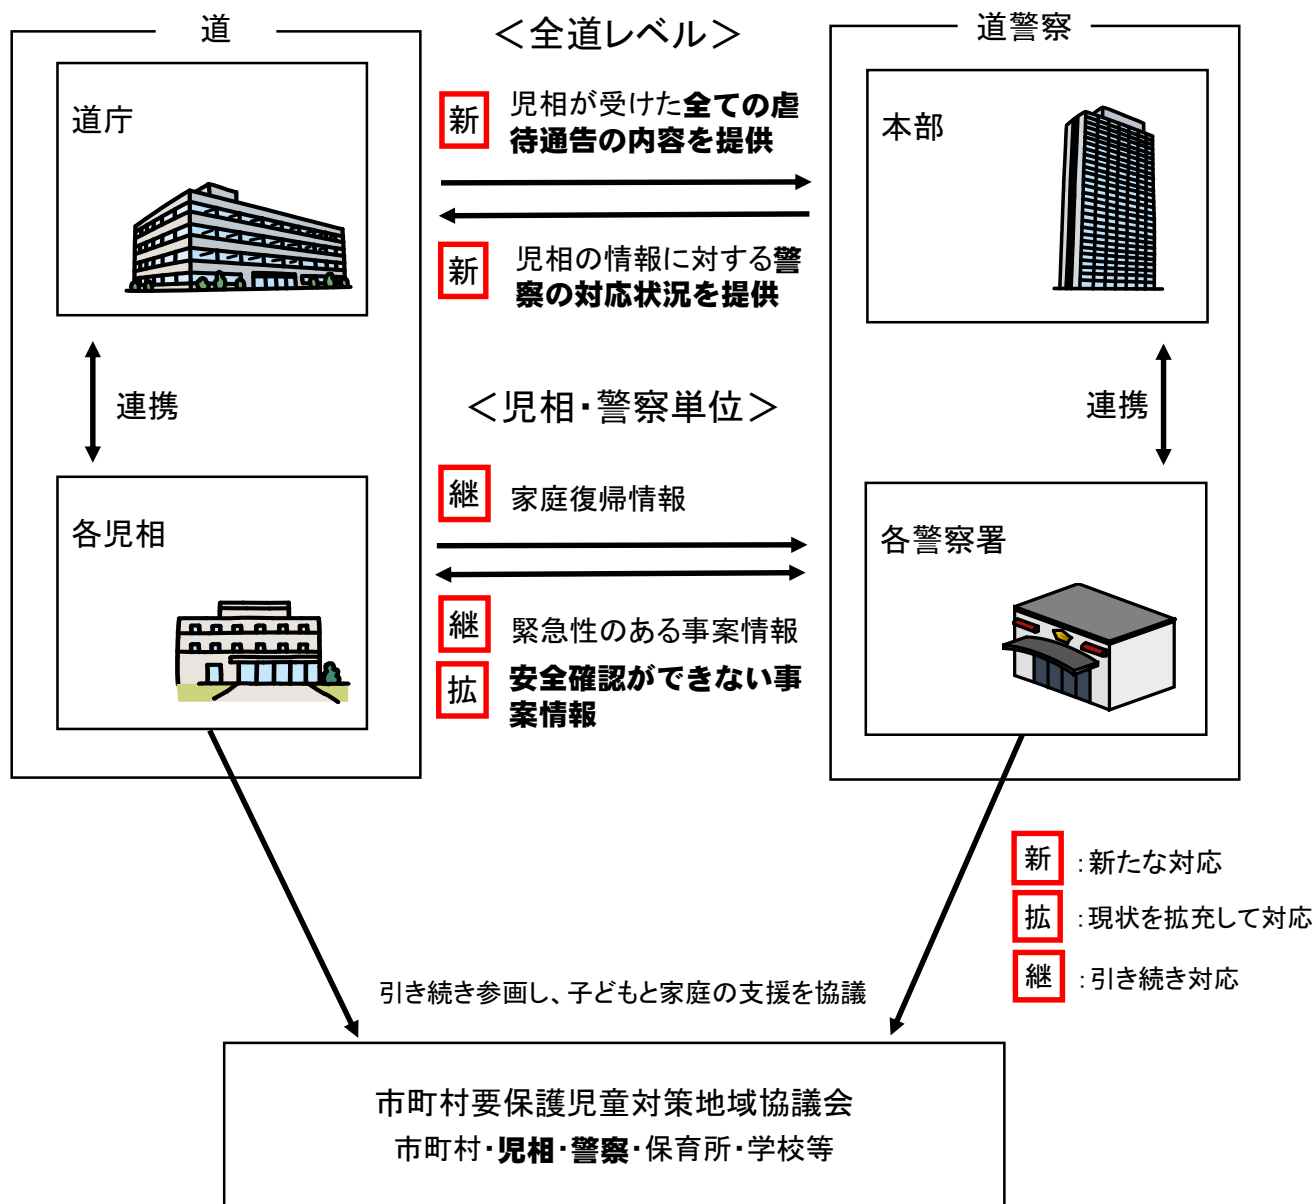 道
＜全道レベル＞
道警察
道庁
新
児相が受けた全ての虐
待通告の内容を提供
本部
新
児相の情報に対する警
察の対応状況を提供
連携
＜児相・警察単位＞
連携
各児相
継
家庭復帰情報
各警察署
継
緊急性のある事案情報
拡
安全確認ができない事
案情報
新：新たな対応
拡：現状を拡充して対応
継：引き続き対応
引き続き参画し、子どもと家庭の支援を協議
市町村要保護児童対策地域協議会
市町村・児相・警察・保育所・学校等